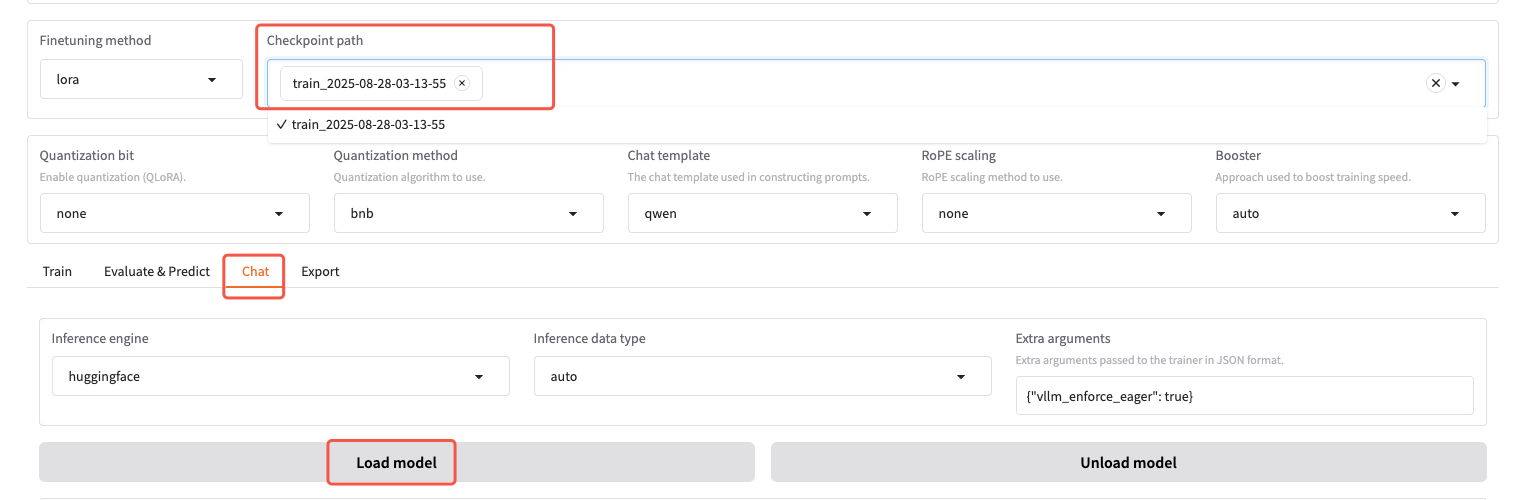 Finetuning method
Checkpoint path
lora
train_2025-08-28-03-13-55
train_2025-08-28-03-13-55
Quantization bit
Enable quantization (QLoRA).
none
Quantization method
Quantization algorithm to use.
bnb
Chat template
The chat template used in constructing prompts.
qwen
RoPE scaling
RoPE scaling method to use.
none
Booster
Approach used to boost training speed.
auto
Train Evaluate & Predict Chat Export
Inference engine
huggingface
Inference data type
auto
Extra arguments
Extra arguments passed to the trainer in JSON format.
{"vllm_enforce_eager": true}
Load model
Unload model